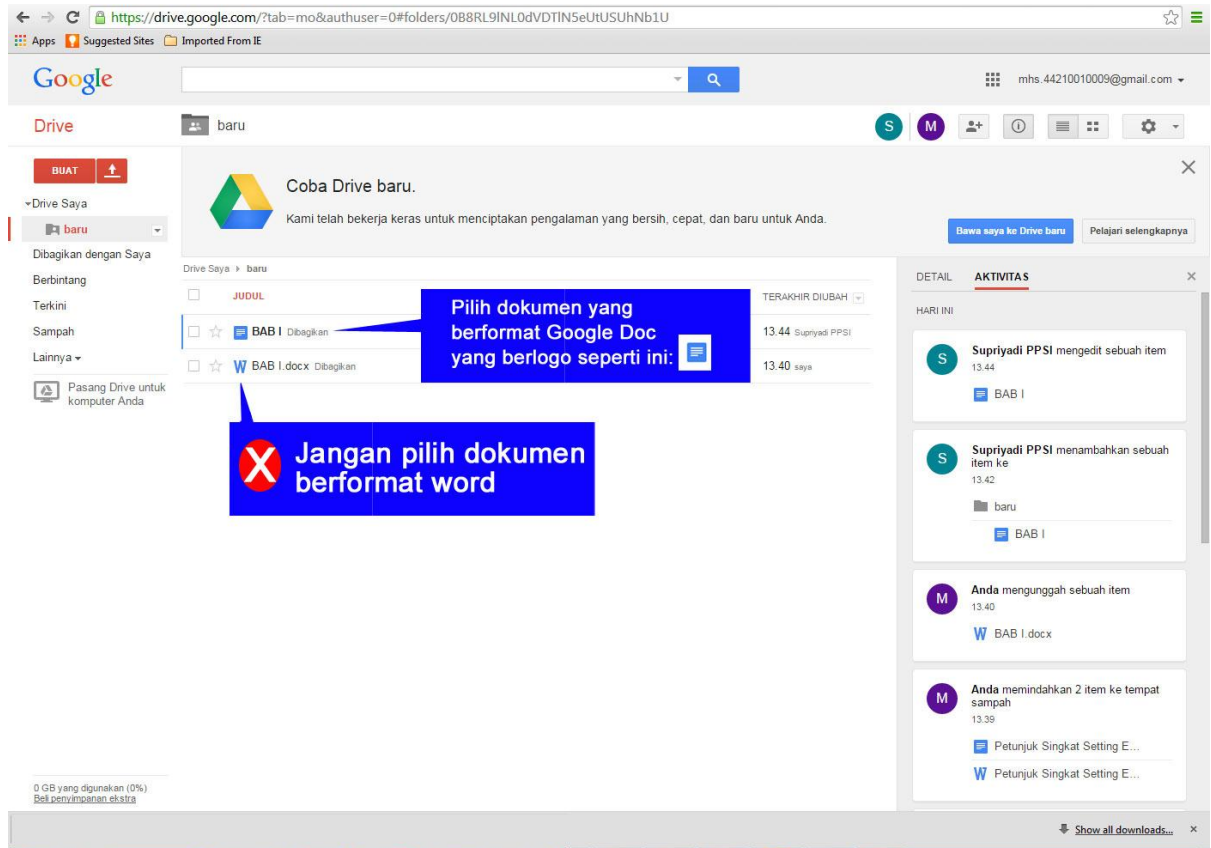 https://drive.google.com/?tab=mo&authuser=0#folders/0B8RL9lNL0dVDTlN5eUtUSUhNb1U
Apps Suggested Sites Imported From IE
Google
mhs.44210010009@gmail.com
Drive
baru
S M
BUAT
Drive Saya
baru
Dibagikan dengan Saya
Berbintang
Terkini
Sampah
Lainnya
Pasang Drive untuk
komputer Anda
0 GB yang digunakan (0%)
Beli penyimpanan ekstra
Coba Drive baru.
Kami telah bekerja keras untuk menciptakan pengalaman yang bersih, cepat, dan baru untuk Anda.
Bawa saya ke Drive baru Pelajari selengkapnya
Drive Saya baru
JUDUL TERAKHIR DIUBAH
BAB I Dibagikan 13.44 Supriyadi PPSI
W BAB I.docx Dibagikan 13.40 saya
Pilih dokumen yang
berformat Google Doc
yang berlogo seperti ini:
X Jangan pilih dokumen
berformat word
DETAIL AKTIVITAS
HARI INI
S Supriyadi PPSI mengedit sebuah item
13.44
BAB I
S Supriyadi PPSI menambahkan sebuah
item ke
13.42
baru
BAB I
M Anda mengunggah sebuah item
13.40
W BAB I.docx
M Anda memindahkan 2 item ke tempat
sampah
13.39
Petunjuk Singkat Setting E...
W Petunjuk Singkat Setting E...
Show all downloads...